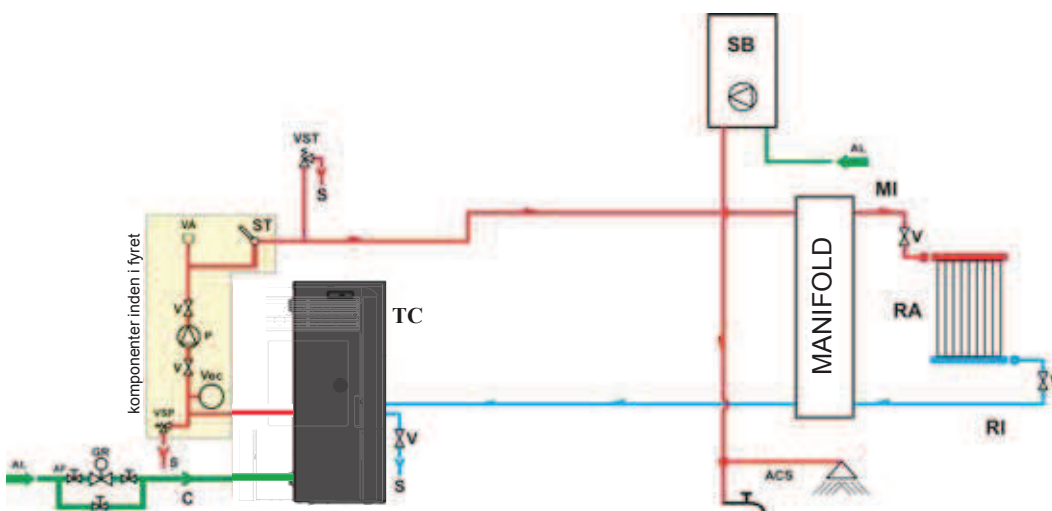 SB
AL
VST
S
MI
VA
ST
V
komponenter inden i fyret
TC
MANIFOLD
RA
V
P
V
Vec
V
VSP
V
RI
S
GR
AL
AF
S
ACS
C